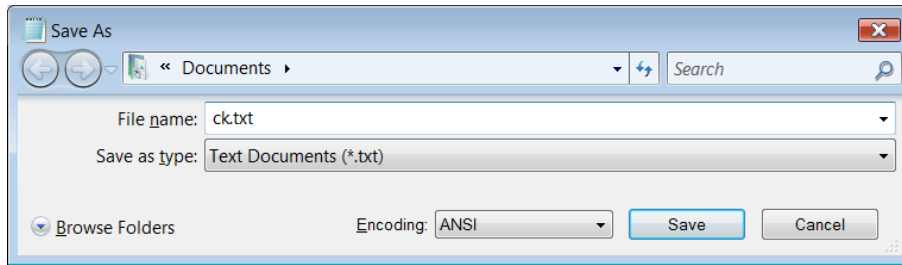 Save As
« Documents
Search
File name: ck.txt
Save as type: Text Documents (*.txt)
Browse Folders Encoding: ANSI Save Cancel